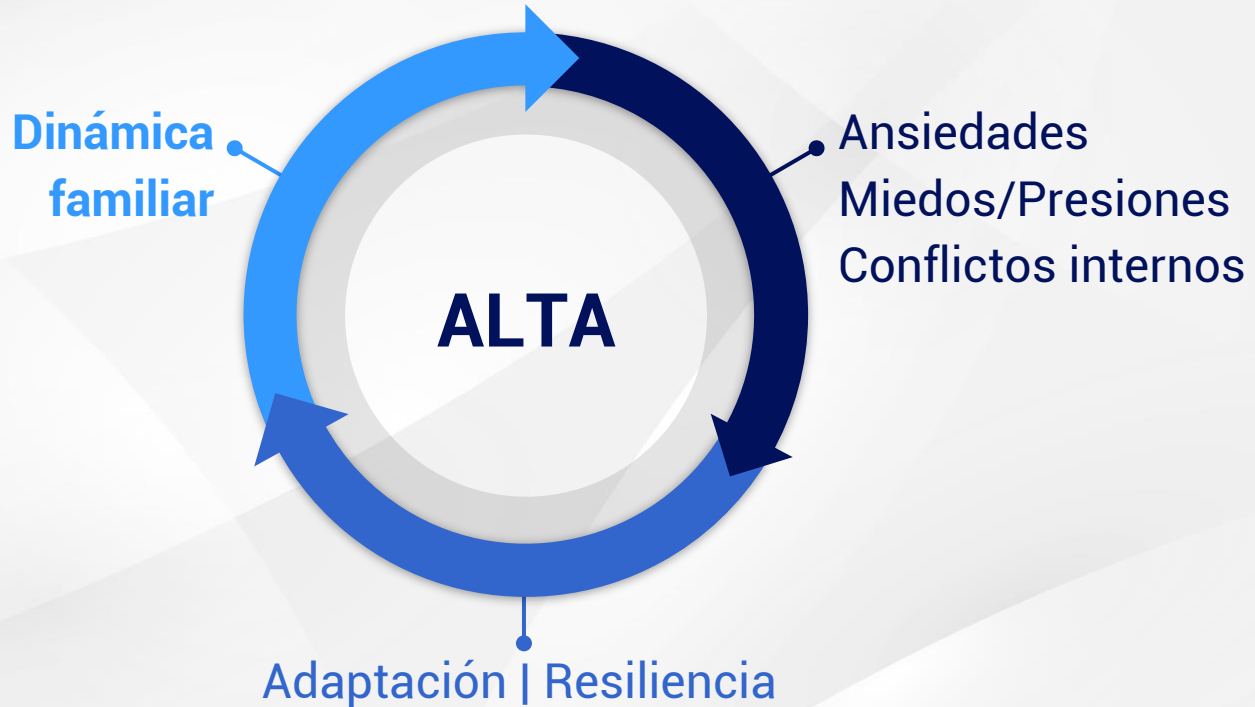 Dinámica
familiar
Ansiedades
Miedos/Presiones
Conflictos internos
ALTA
Adaptación | Resiliencia